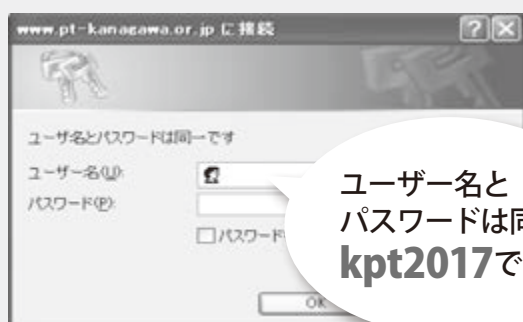 www.pt-kanagawa.or.jp に接続
ユーザ名とパスワードは同一です
ユーザー名(U):
パスワード(P):
パスワード
OK
ユーザー名と
パスワードは同
kpt2017で